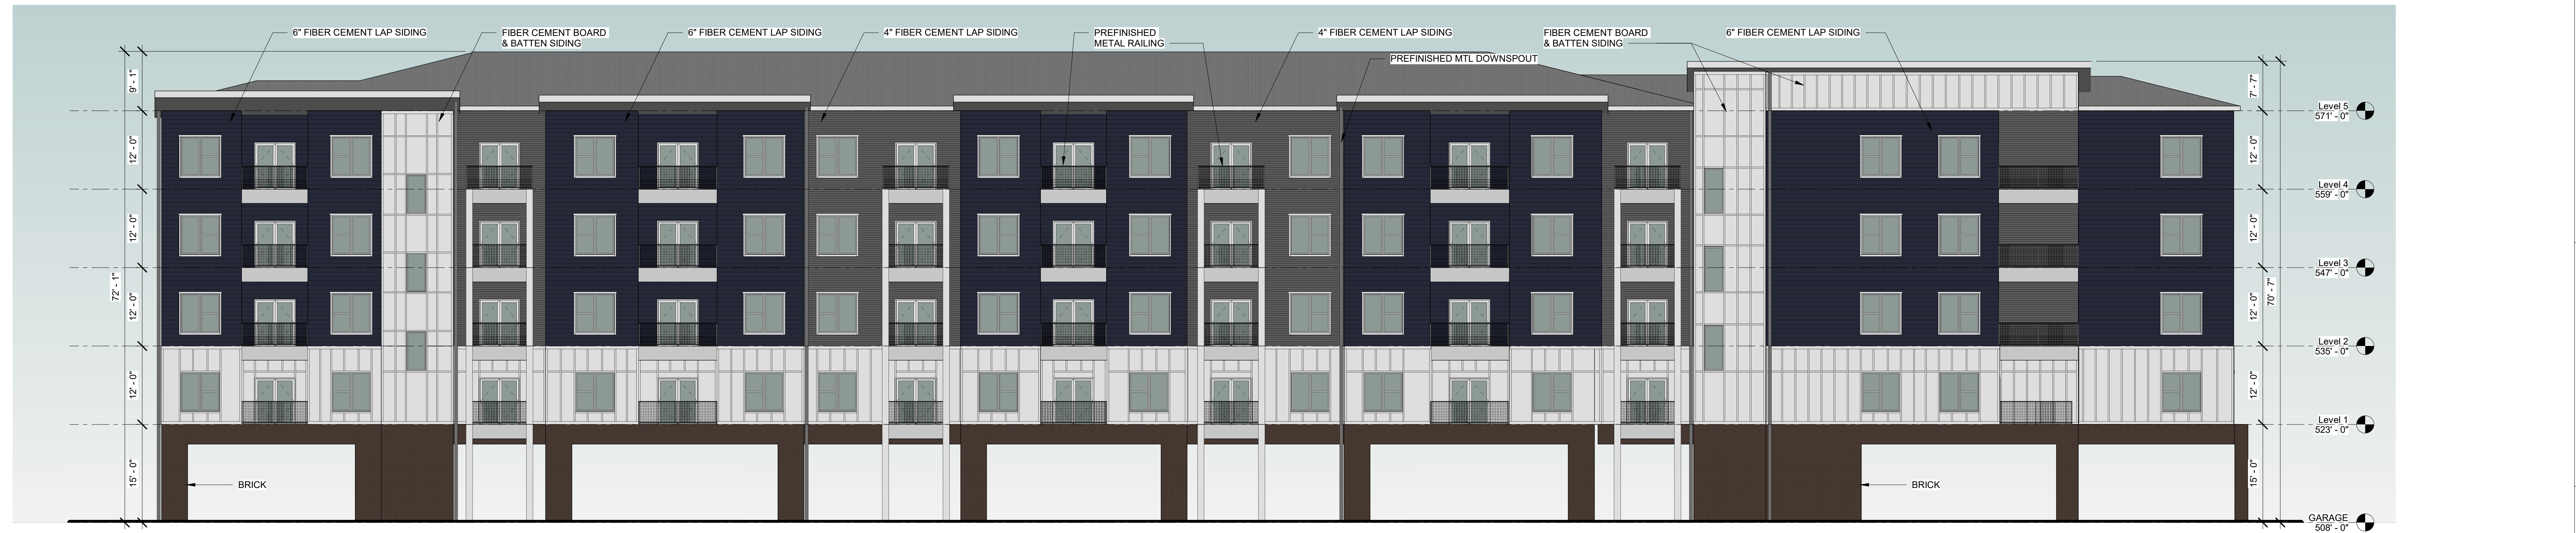 6" FIBER CEMENT LAP SIDING
FIBER CEMENT BOARD
& BATTEN SIDING
6" FIBER CEMENT LAP SIDING
4" FIBER CEMENT LAP SIDING
PREFINISHED
METAL RAILING
4" FIBER CEMENT LAP SIDING
PREFINISHED MTL DOWNSPOUT
FIBER CEMENT BOARD
& BATTEN SIDING
6" FIBER CEMENT LAP SIDING
9' - 1"
12' - 0"
12' - 0"
12' - 0"
12' - 0"
15' - 0"
72' - 1"
7' - 7"
12' - 0"
12' - 0"
12' - 0"
12' - 0"
15' - 0"
70' - 7"
Level 5
571' - 0"
Level 4
559' - 0"
Level 3
547' - 0"
Level 2
535' - 0"
Level 1
523' - 0"
GARAGE
508' - 0"
BRICK
BRICK